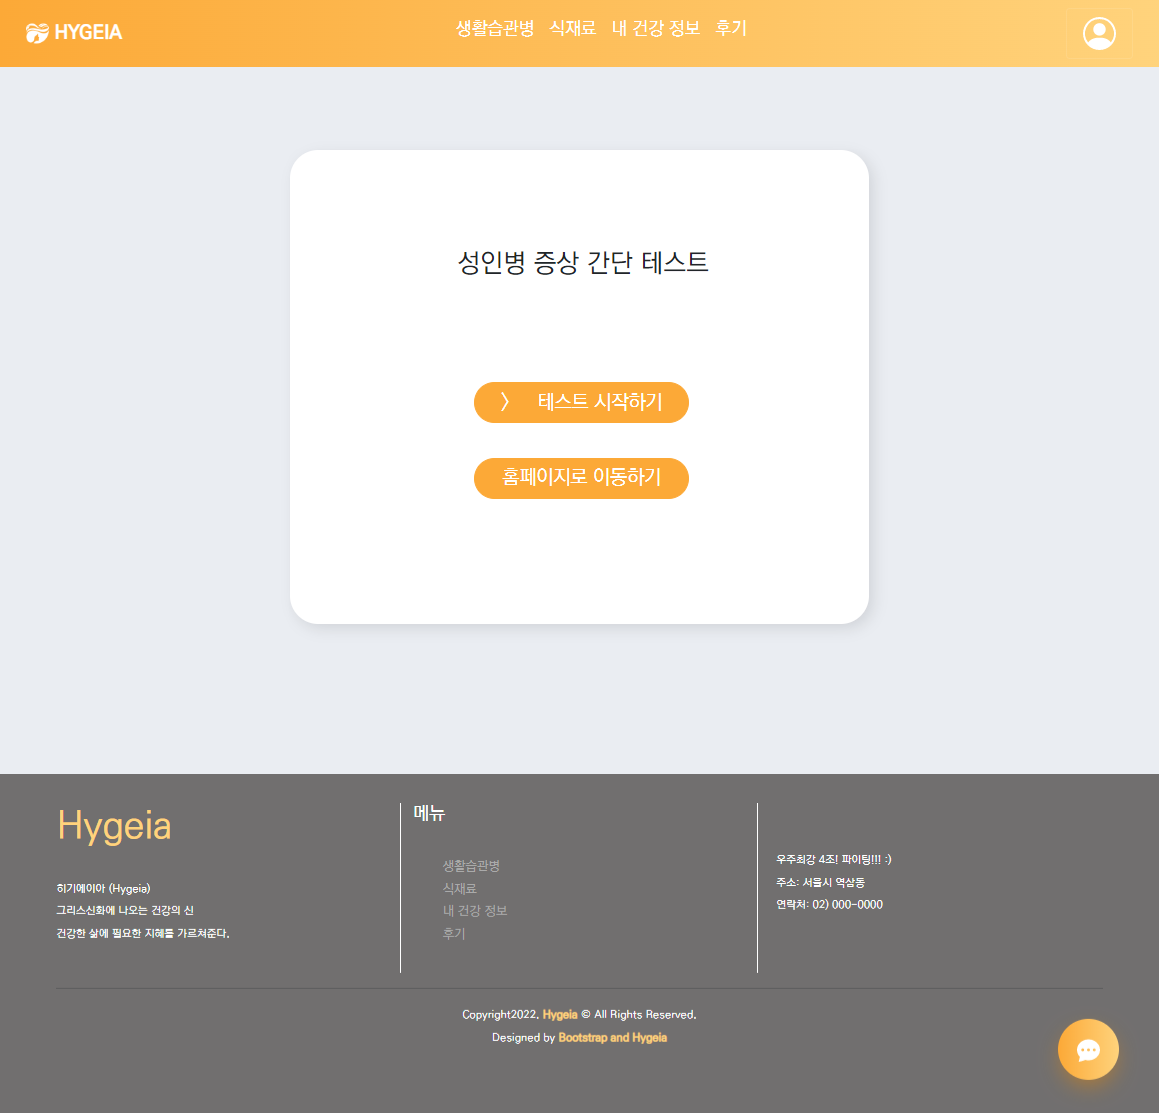 HYGEIA
생활습관병 식재료 내 건강 정보 후기
성인병 증상 간단 테스트
〉 테스트 시작하기
홈페이지로 이동하기
Hygeia
히기에이아 (Hygeia)
그리스신화에 나오는 건강의 신
건강한 삶에 필요한 지혜를 가르쳐준다.
메뉴
생활습관병
식재료
내 건강 정보
후기
우주최강 4조! 파이팅!!! :)
주소: 서울시 역삼동
연락처: 02) 000-0000
Copyright2022. Hygeia © All Rights Reserved.
Designed by Bootstrap and Hygeia